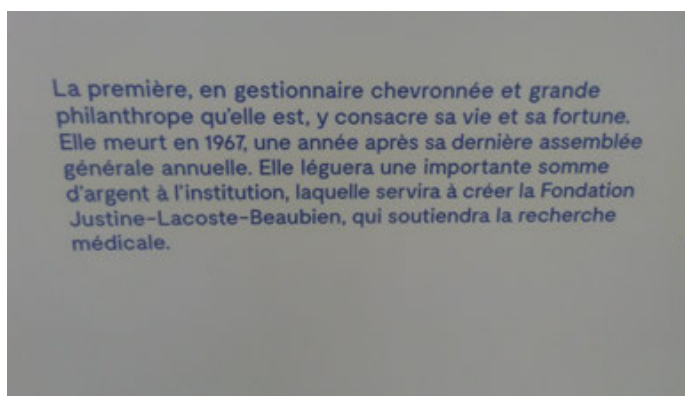 La première, en gestionnaire chevronnée et grande
philanthrope qu'elle est, y consacre sa vie et sa fortune.
Elle meurt en 1967, une année après sa dernière assemblée
générale annuelle. Elle léguera une importante somme
d'argent à l'institution, laquelle servira à créer la Fondation
Justine-Lacoste-Beaubien, qui soutiendra la recherche
médicale.